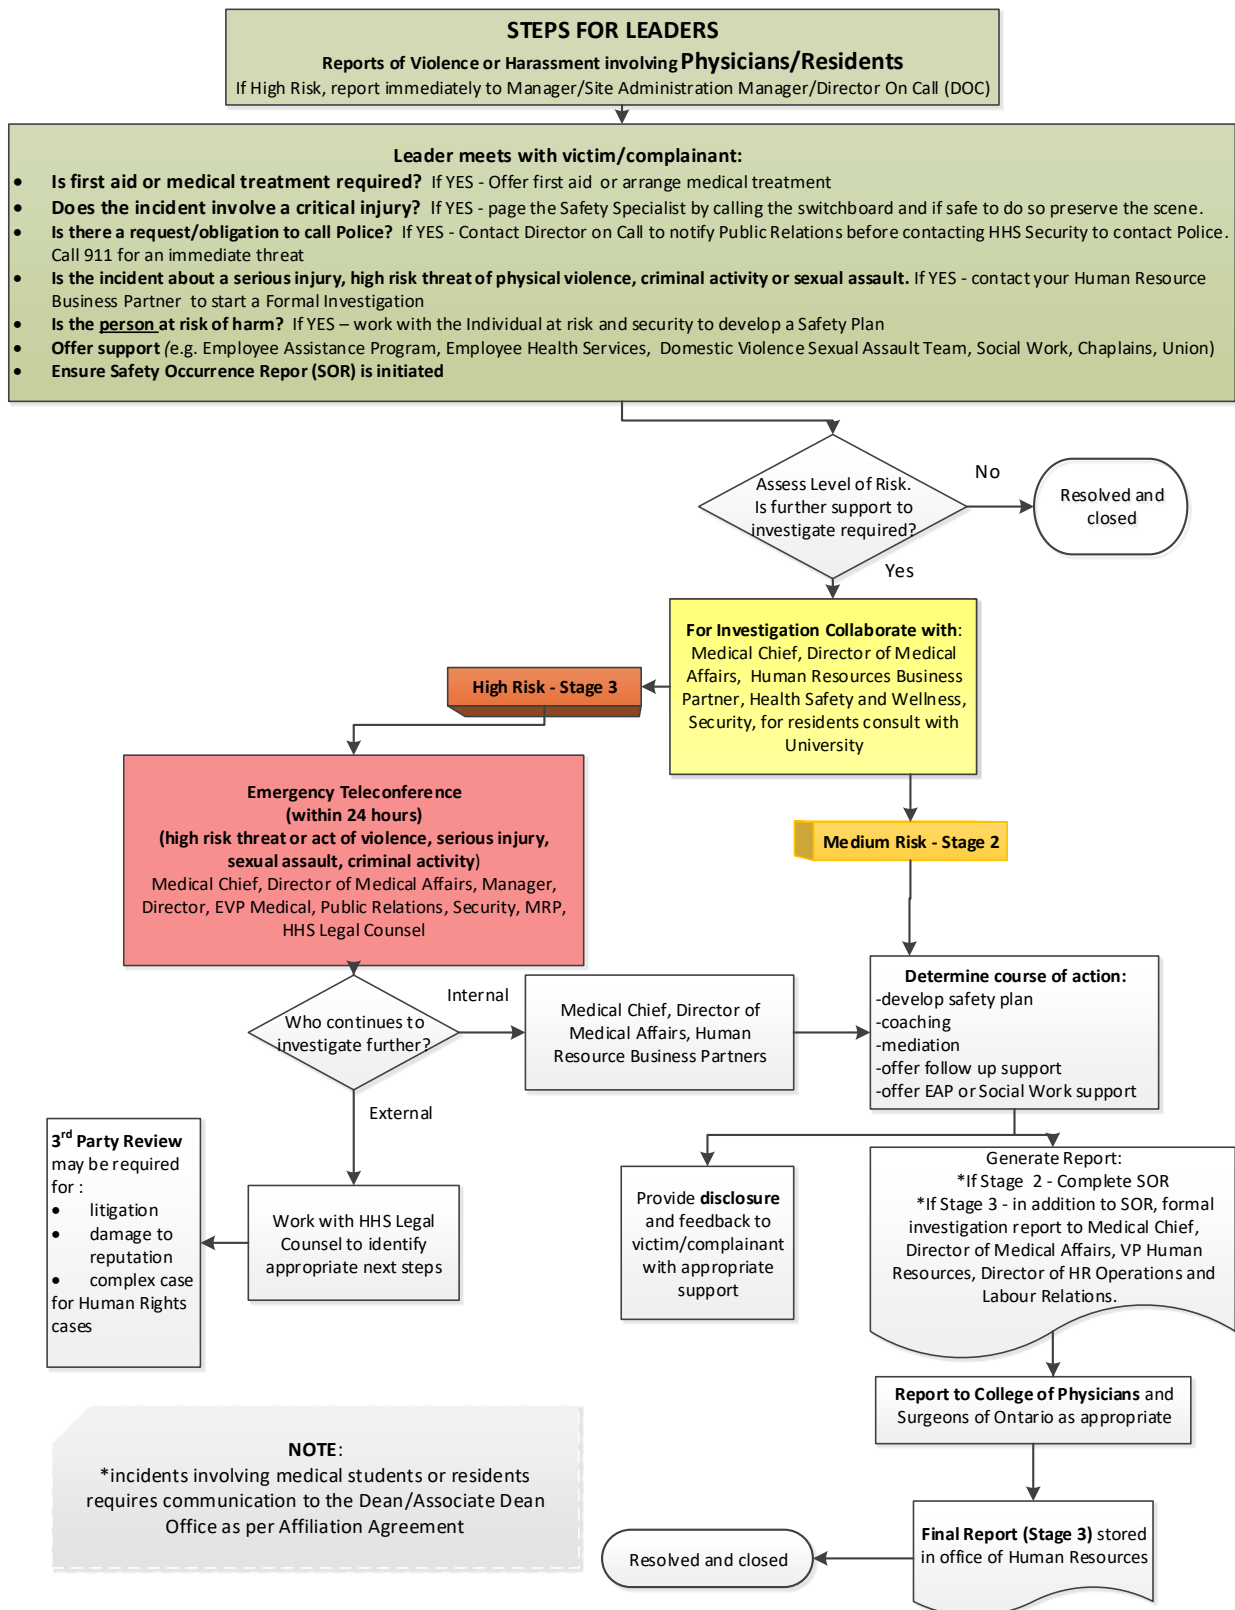 STEPS FOR LEADERS
Reports of Violence or Harassment involving Physicians/Residents
If High Risk, report immediately to Manager/Site Administration Manager/Director On Call (DOC)
Leader meets with victim/complainant:
• Is first aid or medical treatment required? If YES - Offer first aid or arrange medical treatment
• Does the incident involve a critical injury? If YES - page the Safety Specialist by calling the switchboard and if safe to do so preserve the scene.
• Is there a request/obligation to call Police? If YES - Contact Director on Call to notify Public Relations before contacting HHS Security to contact Police.
Call 911 for an immediate threat
• Is the incident about a serious injury, high risk threat of physical violence, criminal activity or sexual assault. If YES - contact your Human Resource
Business Partner to start a Formal Investigation
• Is the person at risk of harm? If YES – work with the Individual at risk and security to develop a Safety Plan
• Offer support (e.g. Employee Assistance Program, Employee Health Services, Domestic Violence Sexual Assault Team, Social Work, Chaplains, Union)
• Ensure Safety Occurrence Repor (SOR) is initiated
Assess Level of Risk.
Is further support to
investigate required?
No
Resolved and
closed
Yes
For Investigation Collaborate with:
Medical Chief, Director of Medical
Affairs, Human Resources Business
Partner, Health Safety and Wellness,
Security, for residents consult with
University
High Risk - Stage 3
Emergency Teleconference
(within 24 hours)
(high risk threat or act of violence, serious injury,
sexual assault, criminal activity)
Medical Chief, Director of Medical Affairs, Manager,
Director, EVP Medical, Public Relations, Security, MRP,
HHS Legal Counsel
Medium Risk - Stage 2
Who continues to
investigate further?
Internal
Medical Chief, Director of
Medical Affairs, Human
Resource Business Partners
Determine course of action:
-develop safety plan
-coaching
-mediation
-offer follow up support
-offer EAP or Social Work support
External
Work with HHS Legal
Counsel to identify
appropriate next steps
3rd Party Review
may be required
for :
• litigation
• damage to
reputation
• complex case
for Human Rights
cases
Provide disclosure
and feedback to
victim/complainant
with appropriate
support
Generate Report:
*If Stage 2 - Complete SOR
*If Stage 3 - in addition to SOR, formal
investigation report to Medical Chief,
Director of Medical Affairs, VP Human
Resources, Director of HR Operations and
Labour Relations.
Report to College of Physicians and
Surgeons of Ontario as appropriate
Final Report (Stage 3) stored
in office of Human Resources
Resolved and closed
NOTE:
*incidents involving medical students or residents
requires communication to the Dean/Associate Dean
Office as per Affiliation Agreement